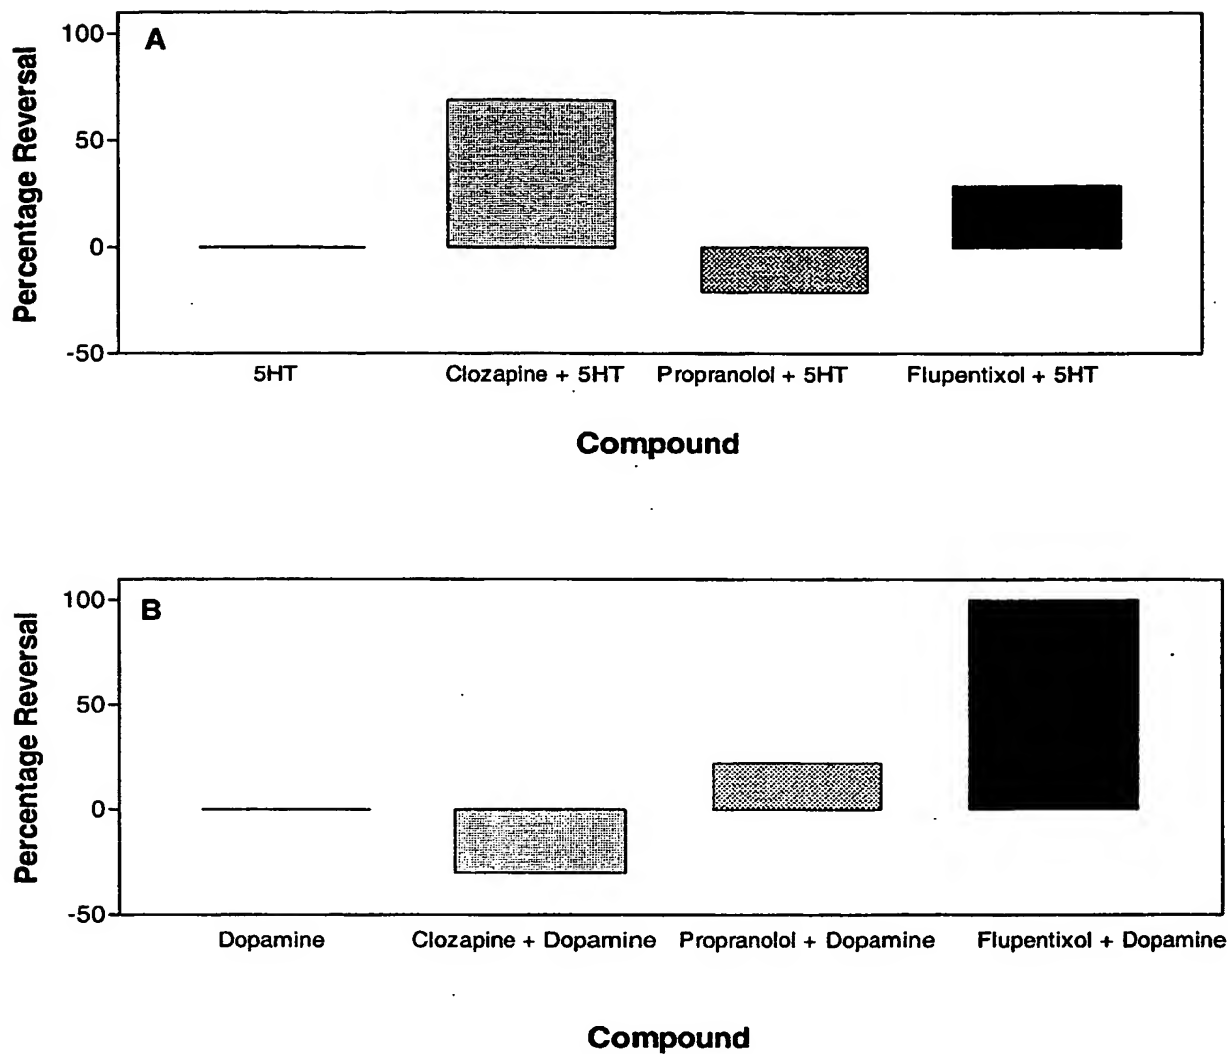 A
Percentage Reversal
100
50
0
-50
5HT Clozapine + 5HT Propranolol + 5HT Flupentixol + 5HT
Compound
B
Percentage Reversal
100
50
0
-50
Dopamine Clozapine + Dopamine Propranolol + Dopamine Flupentixol + Dopamine
Compound